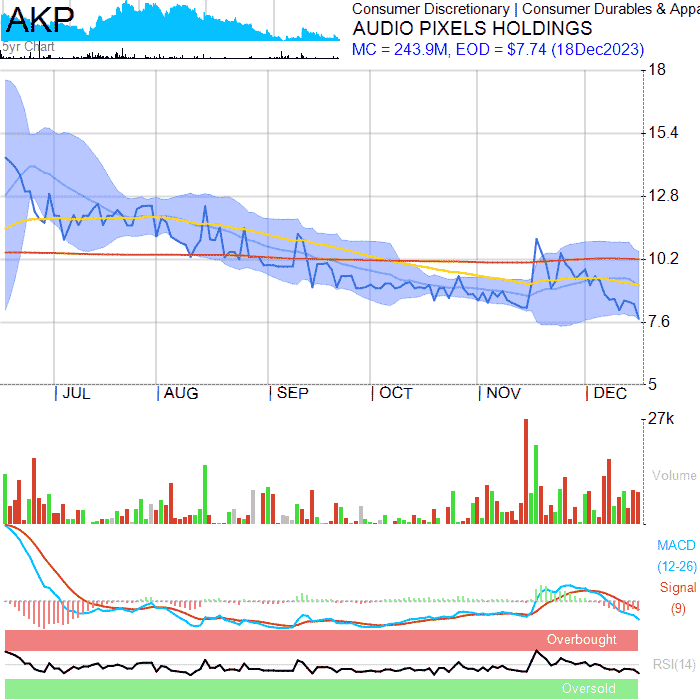 AKP
5yr Chart
Consumer Discretionary | Consumer Durables & Appa
AUDIO PIXELS HOLDINGS
MC = 243.9M, EOD = $7.74 (18Dec2023)
18
15.4
12.8
10.2
7.6
5
JUL
AUG
SEP
OCT
NOV
DEC
27k
Volume
MACD
(12-26)
Signal
(9)
Overbought
RSI(14)
Oversold